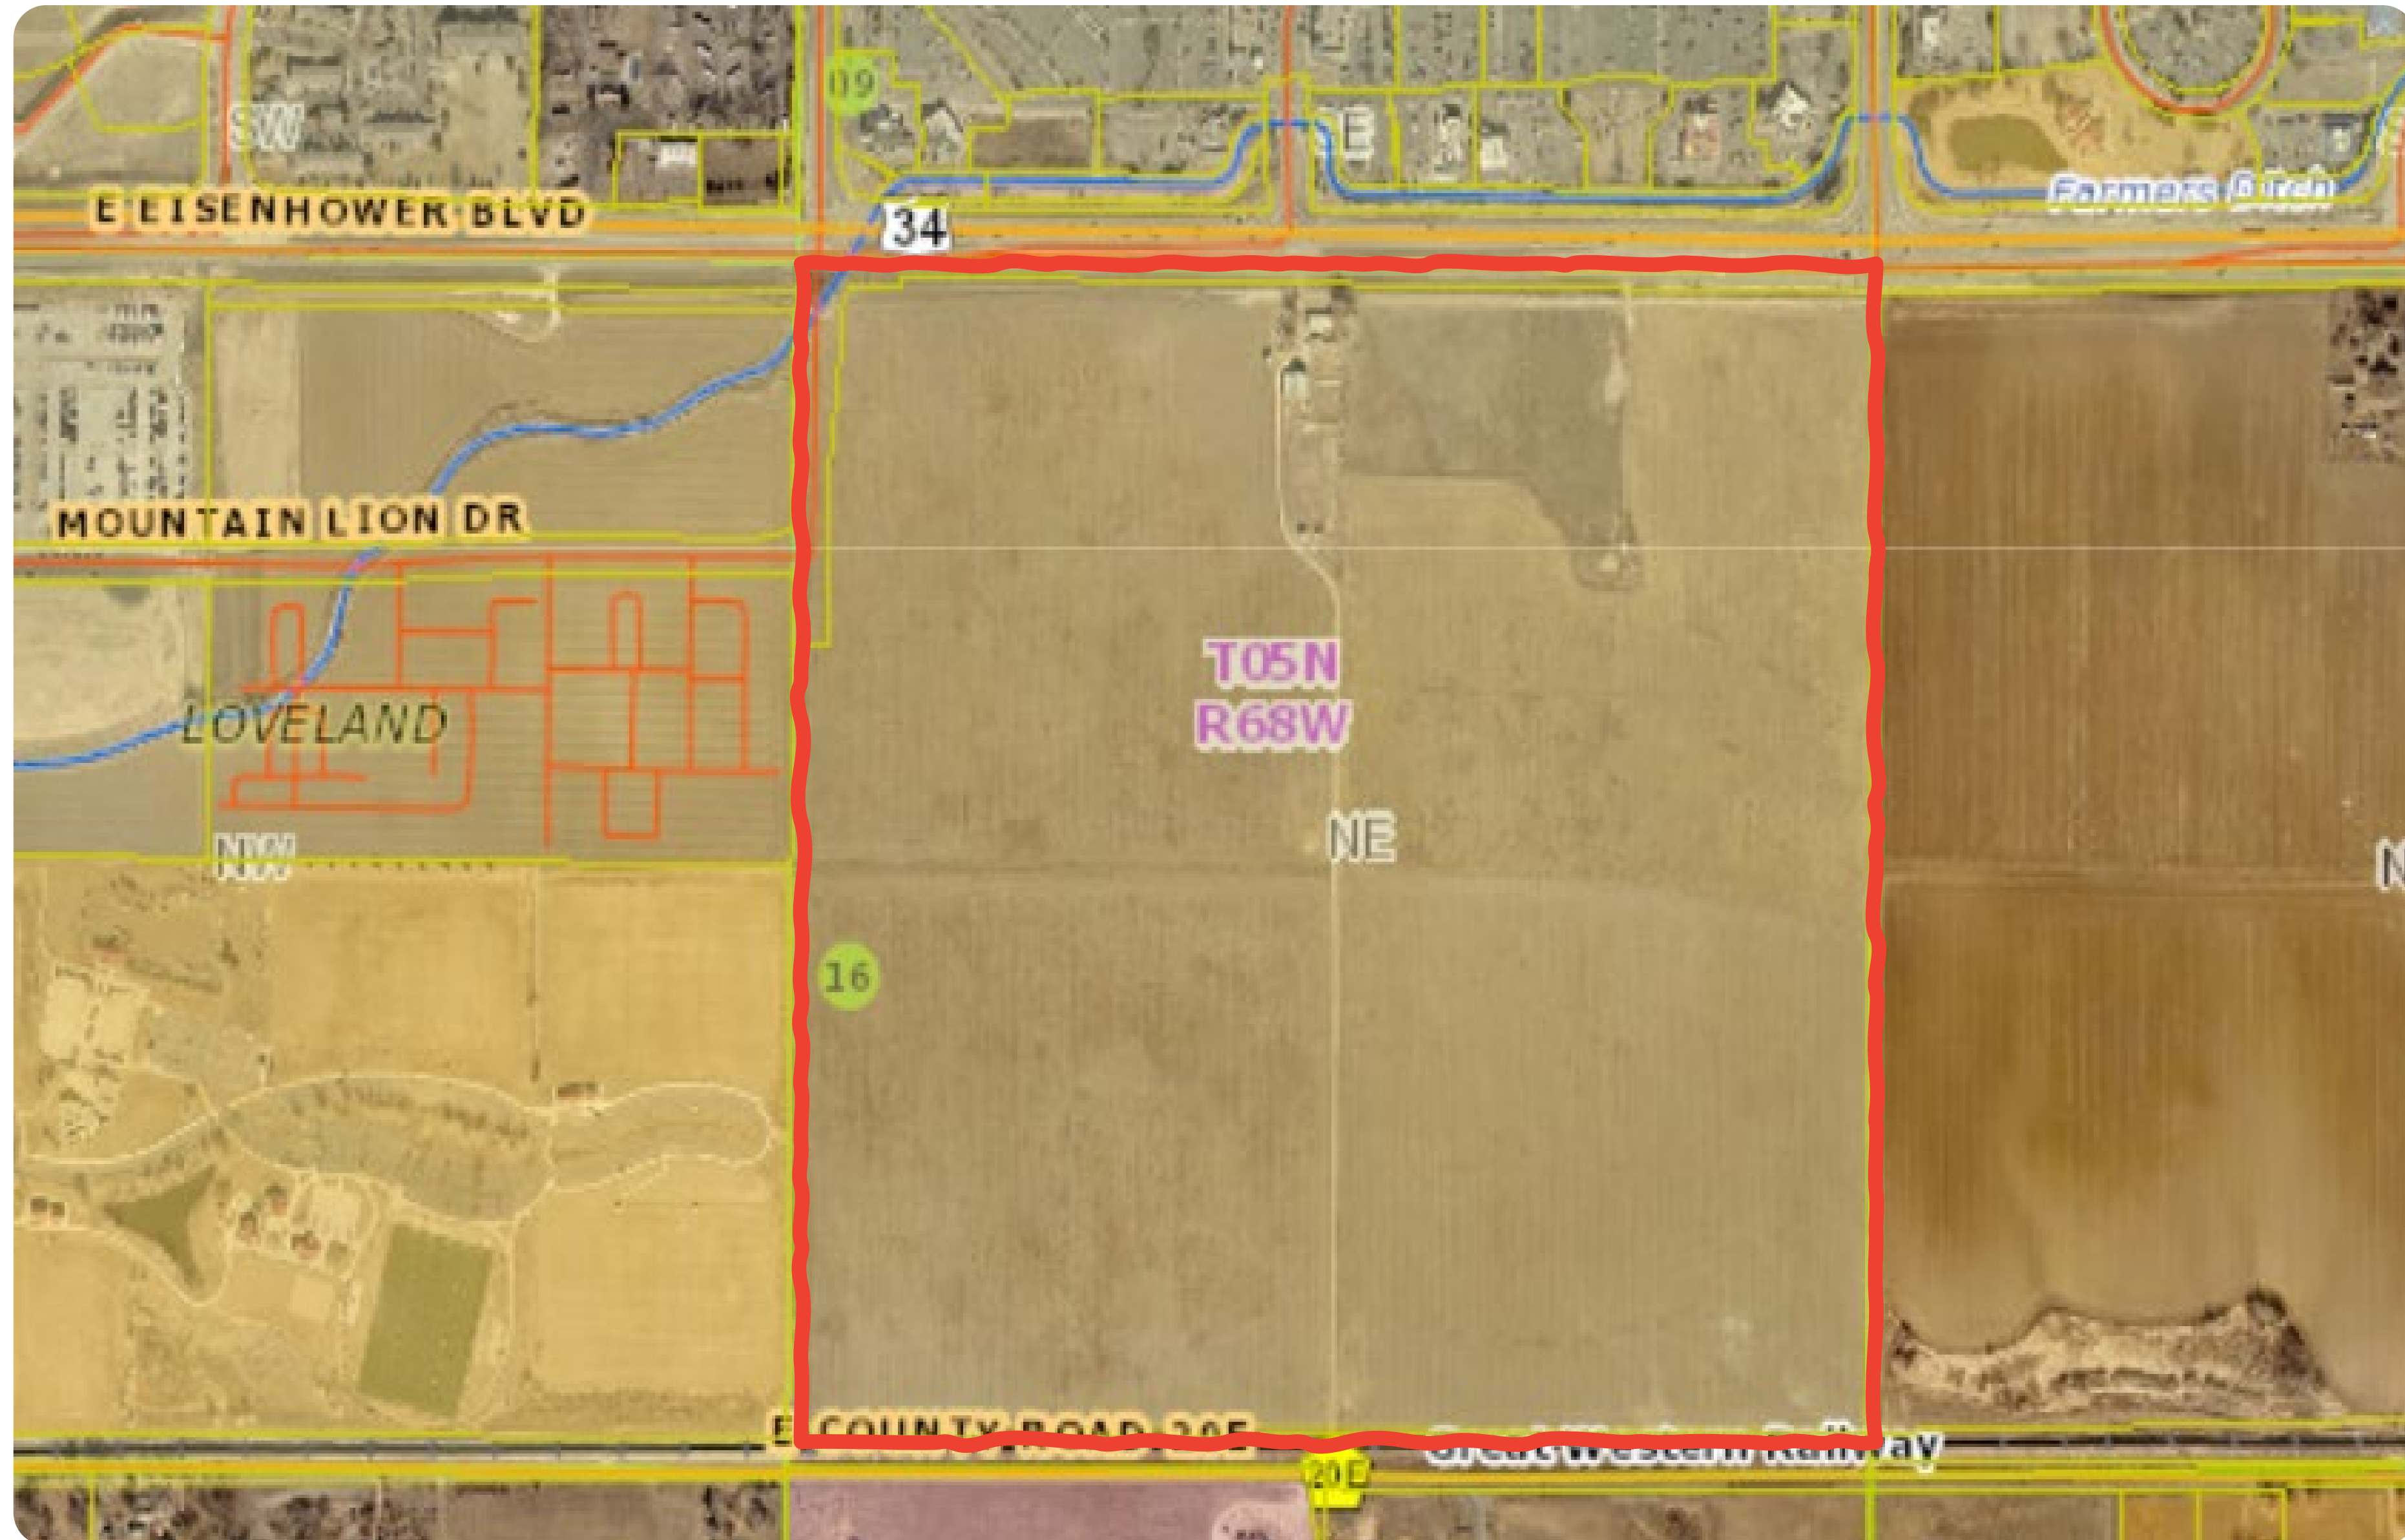 09
SW
E
E EISENHOWER BLVD
34
Farmers Ditch
MOUNTAIN LION DR
T05N
R68W
LOVELAND
NE
NW
N
16
E COUNTY ROAD 20E
Great Western Railway
20E